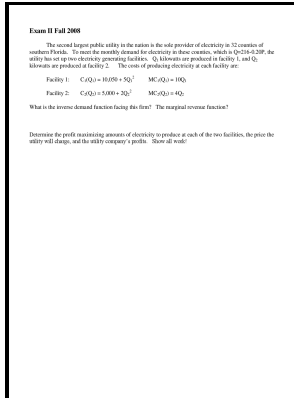 Exam II Fall 2008
The second largest public utility in the nation is the sole provider of electricity in 32 counties of
southern Florida. To meet the monthly demand for electricity in these counties, which is Q=216-0.20P, the
utility has set up two electricity generating facilities. Q₁ kilowatts are produced in facility 1, and Q₂
kilowatts are produced at facility 2. The costs of producing electricity at each facility are:
Facility 1: C₁(Q₁) = 10,050 + 5Q₁² MC₁(Q₁) = 10Q₁
Facility 2: C₂(Q₂) = 5,000 + 2Q₂² MC₂(Q₂) = 4Q₂
What is the inverse demand function facing this firm? The marginal revenue function?
Determine the profit maximizing amounts of electricity to produce at each of the two facilities, the price the
utility will charge, and the utility company's profits. Show all work!